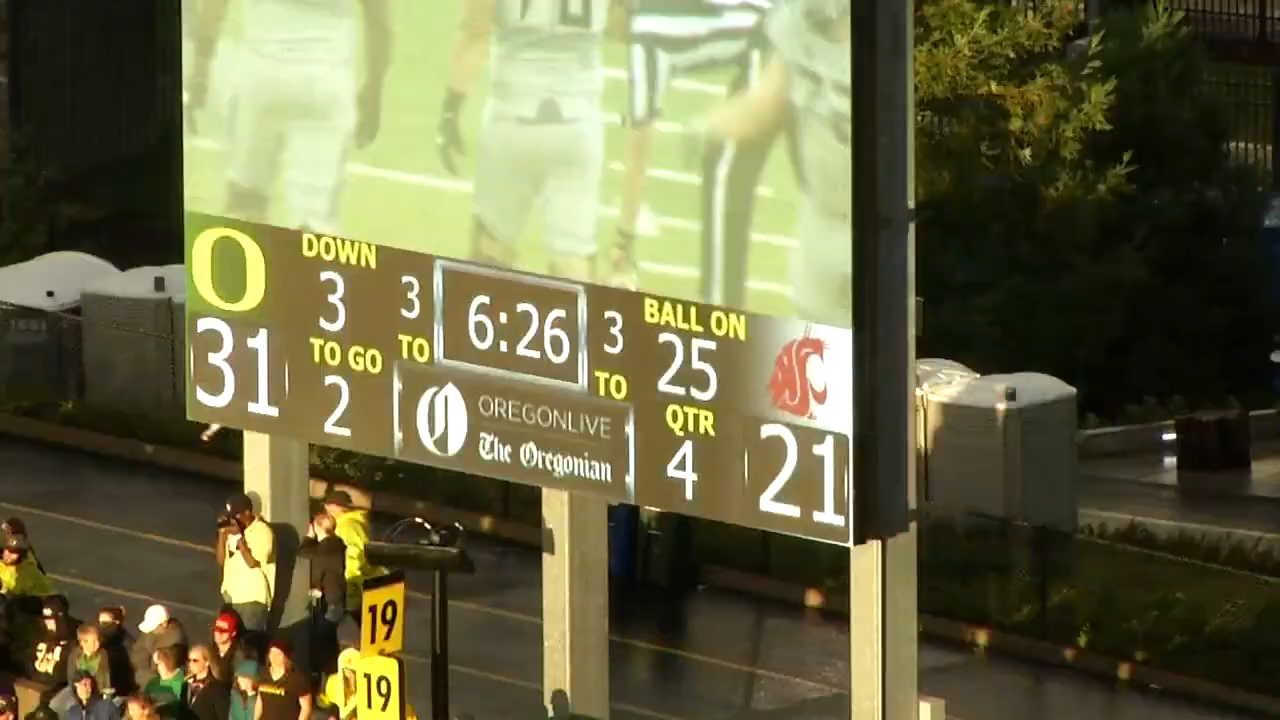 O
DOWN
3
TO GO
2
31
3
TO
6:26
3
TO
OREGONLIVE
The Oregonian
BALL ON
25
QTR
4
21
19
19